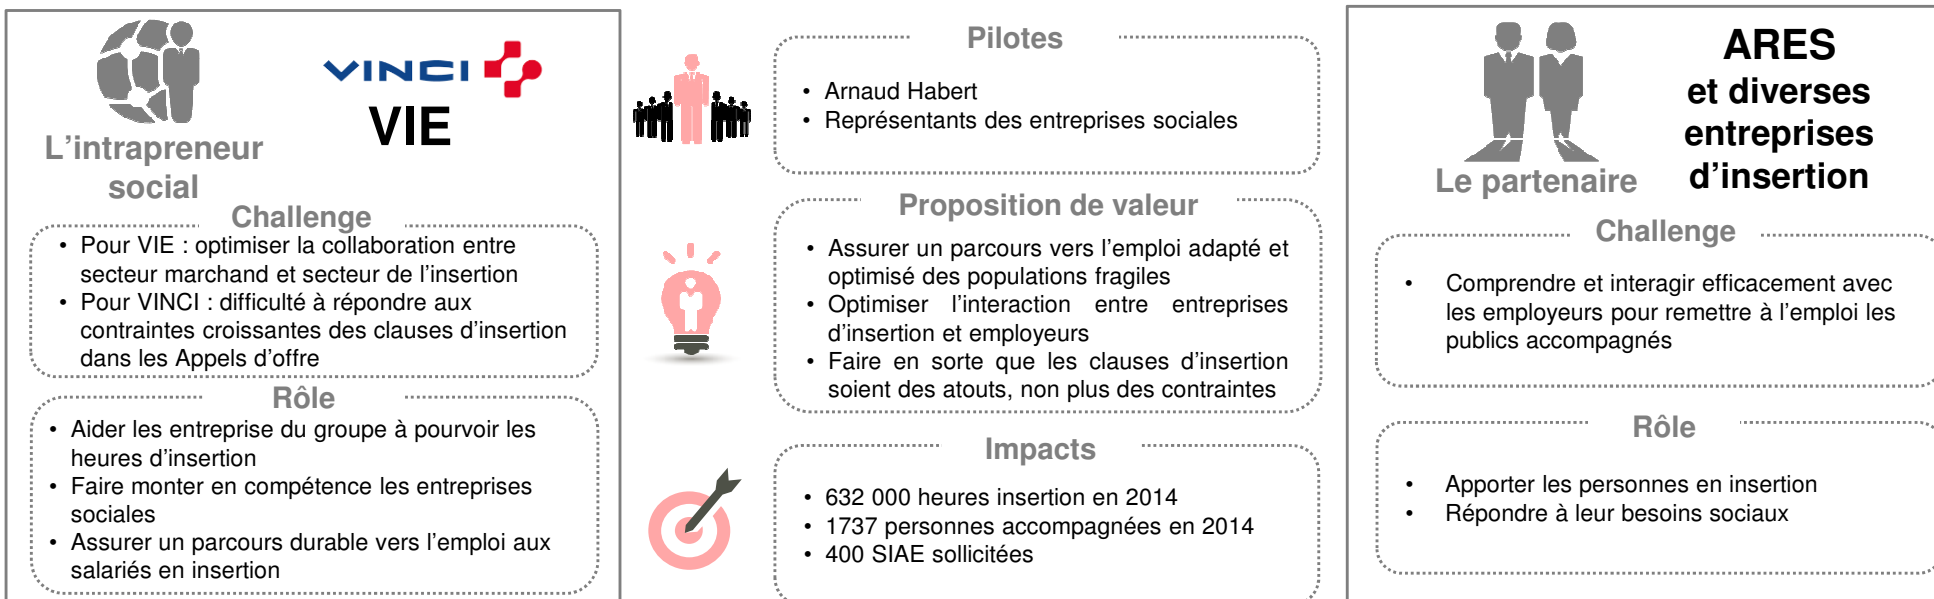 VINCI
VIE
L'intrapreneur
social
Challenge
• Pour VIE : optimiser la collaboration entre
secteur marchand et secteur de l'insertion
• Pour VINCI : difficulté à répondre aux
contraintes croissantes des clauses d'insertion
dans les Appels d'offre
Rôle
• Aider les entreprise du groupe à pourvoir les
heures d'insertion
• Faire monter en compétence les entreprises
sociales
• Assurer un parcours durable vers l'emploi aux
salariés en insertion
Pilotes
• Arnaud Habert
• Représentants des entreprises sociales
Proposition de valeur
• Assurer un parcours vers l'emploi adapté et
optimisé des populations fragiles
• Optimiser l'interaction entre entreprises
d'insertion et employeurs
• Faire en sorte que les clauses d'insertion
soient des atouts, non plus des contraintes
Impacts
• 632 000 heures insertion en 2014
• 1737 personnes accompagnées en 2014
• 400 SIAE sollicitées
ARES
et diverses
entreprises
d'insertion
Le partenaire
Challenge
• Comprendre et interagir efficacement avec
les employeurs pour remettre à l'emploi les
publics accompagnés
Rôle
• Apporter les personnes en insertion
• Répondre à leur besoins sociaux